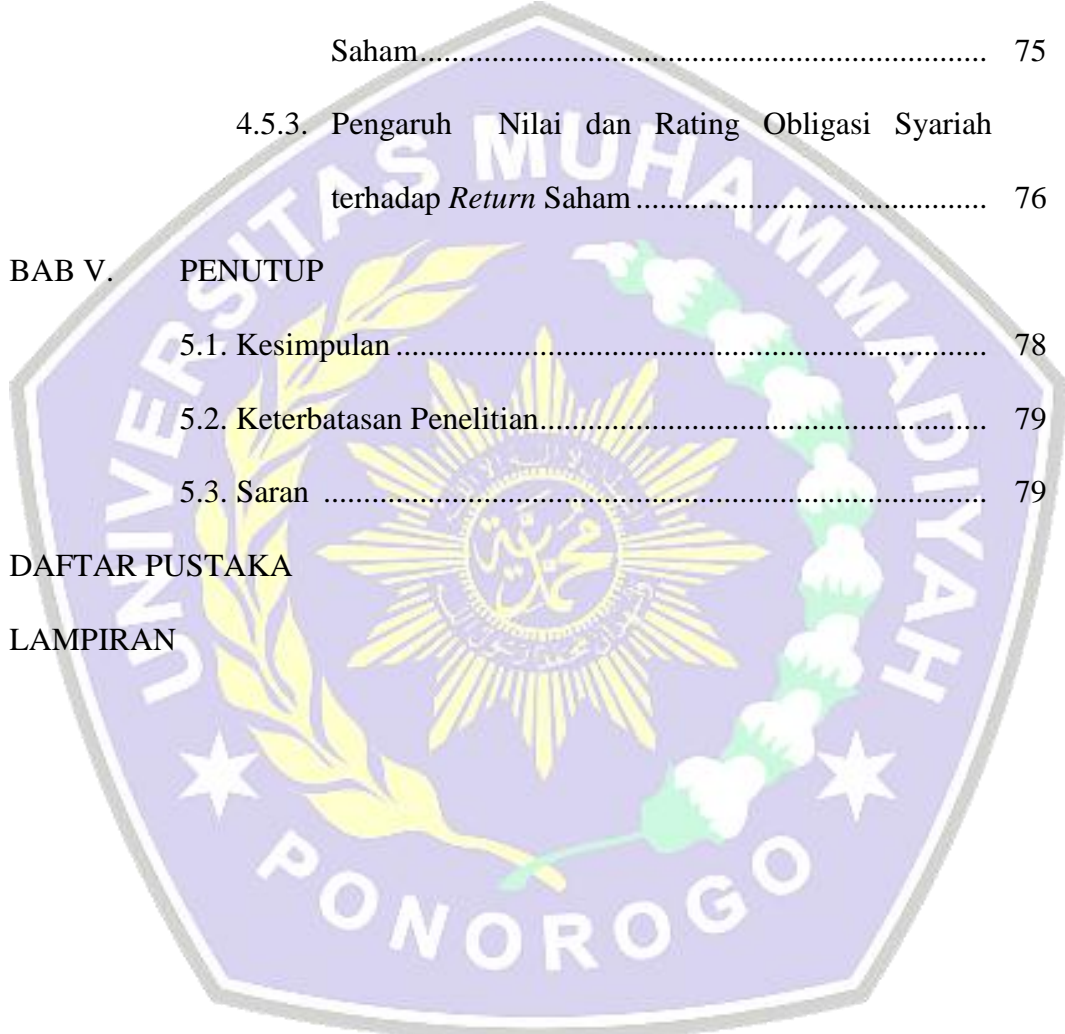 Saham.................................................................. 75
4.5.3. Pengaruh Nilai dan Rating Obligasi Syariah
terhadap Return Saham ......................................... 76
BAB V. PENUTUP
5.1. Kesimpulan ..................................................................... 78
5.2. Keterbatasan Penelitian.................................................... 79
5.3. Saran ............................................................................... 79
DAFTAR PUSTAKA
LAMPIRAN
UNIVERSITAS MUHAMMADIYAH
PONOROGO